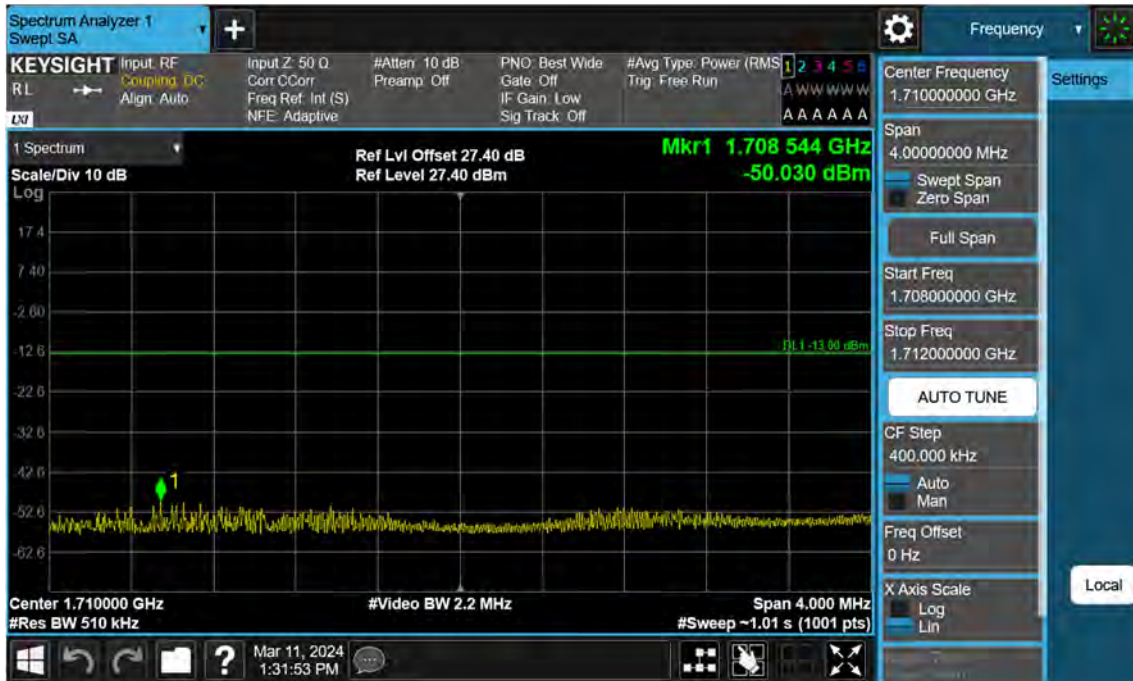 Spectrum Analyzer 1
Swept SA
Frequency
KEYSIGHT
RL
LXI
Input: RF
Coupling: DC
Align: Auto
Input Z: 50 Ω
Corr CCorr
Freq Ref: Int (S)
NFE: Adaptive
#Atten: 10 dB
Preamp: Off
PNO: Best Wide
Gate: Off
IF Gain: Low
Sig Track: Off
#Avg Type: Power (RMS
Trig: Free Run
1 2 3 4 5 6
A W W W W W
A A A A A A
1 Spectrum
Scale/Div 10 dB
Log
Ref Lvl Offset 27.40 dB
Ref Level 27.40 dBm
Mkr1 1.708 544 GHz
-50.030 dBm
17.4
7.40
-2.60
-12.6
DL1 -13.00 dBm
-22.6
-32.6
-42.6
1
-52.6
-62.6
Center 1.710000 GHz
#Res BW 510 kHz
#Video BW 2.2 MHz
Span 4.000 MHz
#Sweep ~1.01 s (1001 pts)
Mar 11, 2024
1:31:53 PM
Center Frequency
1.710000000 GHz
Span
4.00000000 MHz
Swept Span
Zero Span
Full Span
Start Freq
1.708000000 GHz
Stop Freq
1.712000000 GHz
AUTO TUNE
CF Step
400.000 kHz
Auto
Man
Freq Offset
0 Hz
X Axis Scale
Log
Lin
Settings
Local